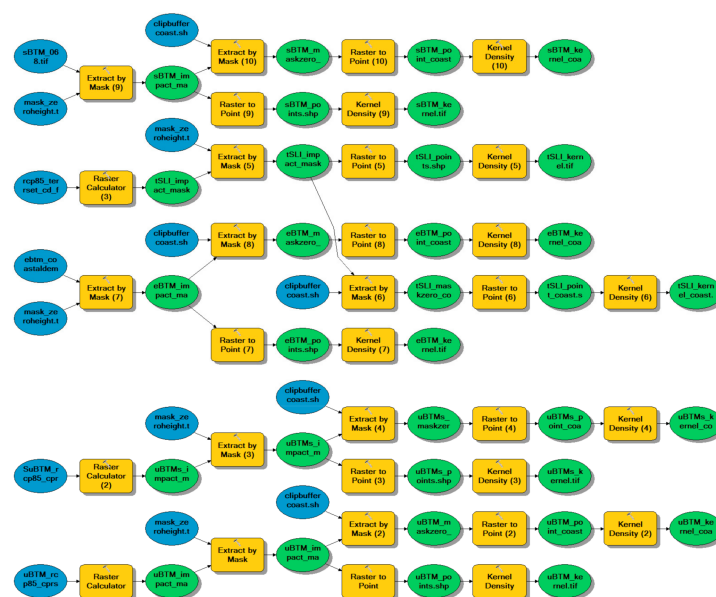 clipbuffer
coast.sh
sBTM_06
8.tif
Extract by
Mask (10)
sBTM_m
askzero_
Raster to
Point (10)
sBTM_po
int_coast
Kernel
Density
(10)
sBTM_ke
rnel_coa
Extract by
Mask (9)
sBTM_im
pact_ma
mask_ze
roheight.t
Raster to
Point (9)
sBTM_po
ints.shp
Kernel
Density (9)
sBTM_ke
rnel.tif
mask_ze
roheight.t
Extract by
Mask (5)
tSLI_imp
act_mask
Raster to
Point (5)
tSLI_poin
ts.shp
Kernel
Density (5)
tSLI_kern
el.tif
rcp85_ter
rset_cd_f
Raster
Calculator
(3)
tSLI_imp
act_mask
clipbuffer
coast.sh
Extract by
Mask (8)
eBTM_m
askzero_
Raster to
Point (8)
eBTM_po
int_coast
Kernel
Density (8)
eBTM_ke
rnel_coa
ebtm_co
astaldem
Extract by
Mask (7)
eBTM_im
pact_ma
clipbuffer
coast.sh
Extract by
Mask (6)
tSLI_mas
kzero_co
Raster to
Point (6)
tSLI_poin
t_coast.s
Kernel
Density (6)
tSLI_kern
el_coast.
mask_ze
roheight.t
Raster to
Point (7)
eBTM_po
ints.shp
Kernel
Density (7)
eBTM_ke
rnel.tif
clipbuffer
coast.sh
mask_ze
roheight.t
Extract by
Mask (4)
uBTMs_
maskzer
Raster to
Point (4)
uBTMs_p
oint_coa
Kernel
Density (4)
uBTMs_k
ernel_co
Extract by
Mask (3)
uBTMs_i
mpact_m
SuBTM_r
cp85_cpr
Raster
Calculator
(2)
uBTMs_i
mpact_m
Raster to
Point (3)
uBTMs_p
oints.shp
Kernel
Density (3)
uBTMs_k
ernel.tif
clipbuffer
coast.sh
mask_ze
roheight.t
Extract by
Mask (2)
uBTM_m
askzero_
Raster to
Point (2)
uBTM_po
int_coast
Kernel
Density (2)
uBTM_ke
rnel_coa
Extract by
Mask
uBTM_im
pact_ma
uBTM_rc
p85_cprs
Raster
Calculator
uBTM_im
pact_ma
Raster to
Point
uBTM_po
ints.shp
Kernel
Density
uBTM_ke
rnel.tif